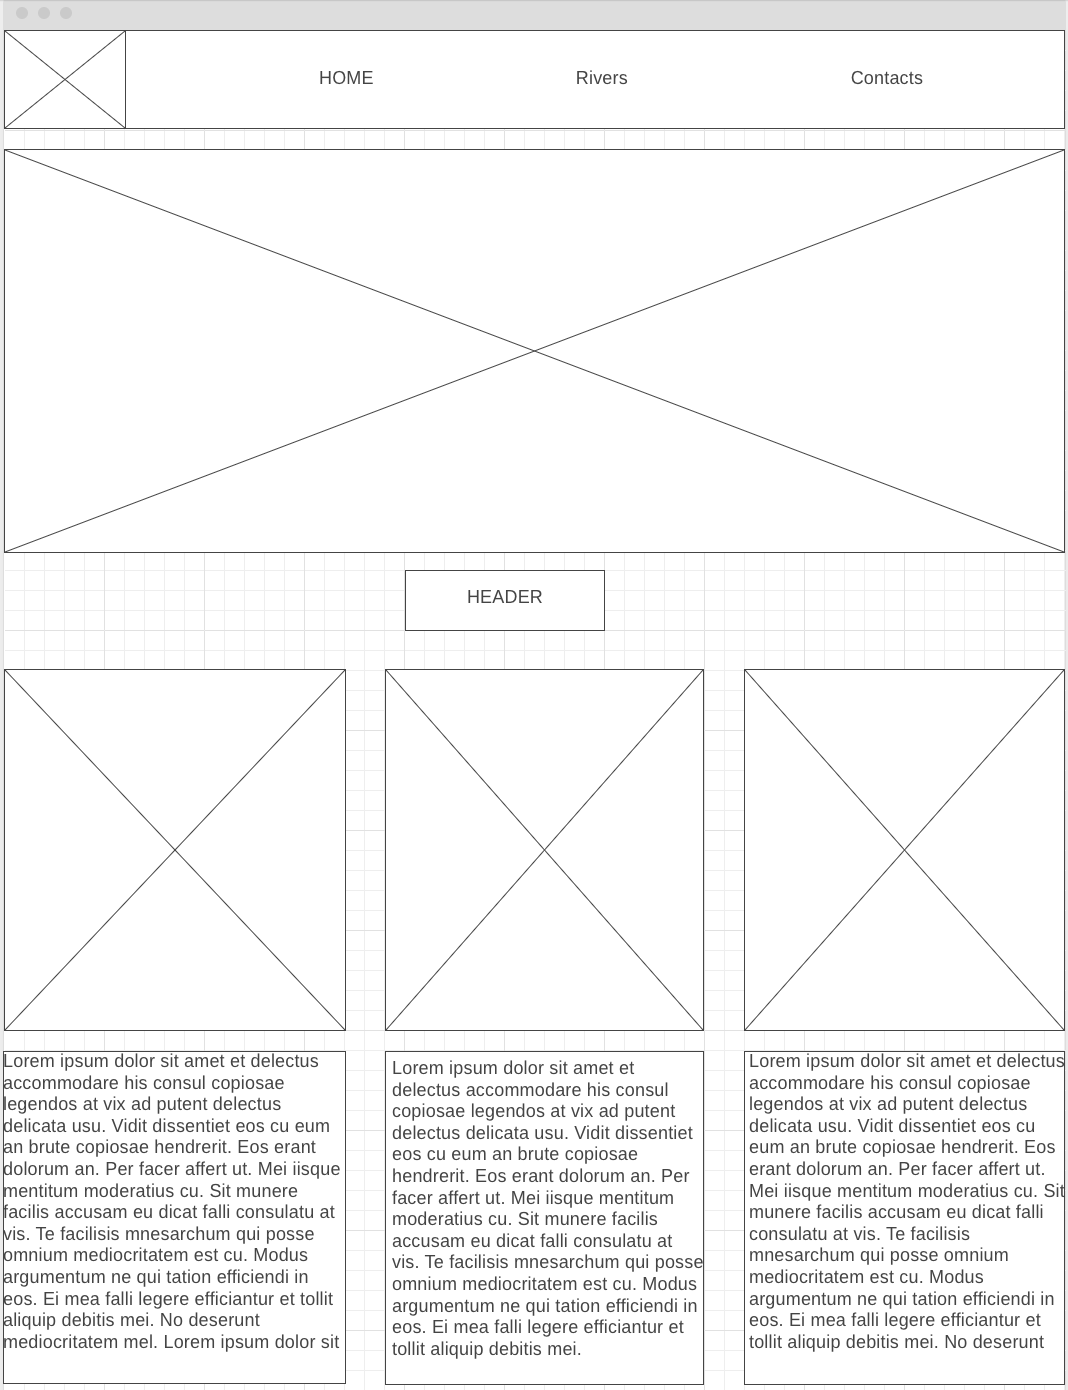 HOME
Rivers
Contacts
HEADER
Lorem ipsum dolor sit amet et delectus
accommodare his consul copiosae
legendos at vix ad putent delectus
delicata usu. Vidit dissentiet eos cu eum
an brute copiosae hendrerit. Eos erant
dolorum an. Per facer affert ut. Mei iisque
mentitum moderatius cu. Sit munere
facilis accusam eu dicat falli consulatu at
vis. Te facilisis mnesarchum qui posse
omnium mediocritatem est cu. Modus
argumentum ne qui tation efficiendi in
eos. Ei mea falli legere efficiantur et tollit
aliquip debitis mei. No deserunt
mediocritatem mel. Lorem ipsum dolor sit
Lorem ipsum dolor sit amet et
delectus accommodare his consul
copiosae legendos at vix ad putent
delectus delicata usu. Vidit dissentiet
eos cu eum an brute copiosae
hendrerit. Eos erant dolorum an. Per
facer affert ut. Mei iisque mentitum
moderatius cu. Sit munere facilis
accusam eu dicat falli consulatu at
vis. Te facilisis mnesarchum qui posse
omnium mediocritatem est cu. Modus
argumentum ne qui tation efficiendi in
eos. Ei mea falli legere efficiantur et
tollit aliquip debitis mei.
Lorem ipsum dolor sit amet et delectus
accommodare his consul copiosae
legendos at vix ad putent delectus
delicata usu. Vidit dissentiet eos cu
eum an brute copiosae hendrerit. Eos
erant dolorum an. Per facer affert ut.
Mei iisque mentitum moderatius cu. Sit
munere facilis accusam eu dicat falli
consulatu at vis. Te facilisis
mnesarchum qui posse omnium
mediocritatem est cu. Modus
argumentum ne qui tation efficiendi in
eos. Ei mea falli legere efficiantur et
tollit aliquip debitis mei. No deserunt